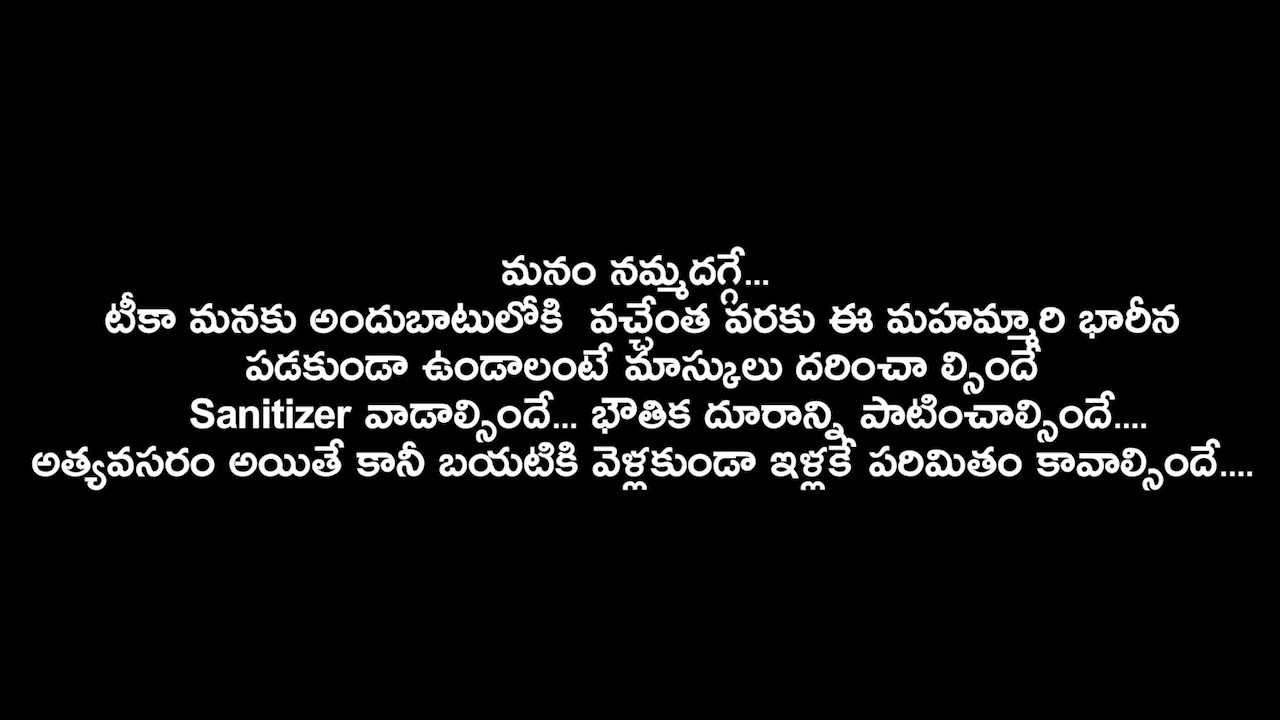 మనం నమ్మదగ్గే...
టీకా మనకు అందుబాటులోకి వచ్ఛేంత వరకు ఈ మహమ్మారి భారీన
పడకుండా ఉండాలంటే మాస్కులు దరించా ల్సిందే
Sanitizer వాడాల్సిందే... భౌతిక దూరాన్ని పాటించాల్సిందే....
అత్యవసరం అయితే కానీ బయటికి వెళ్లకుండా ఇళ్లకే పరిమితం కావాల్సిందే....